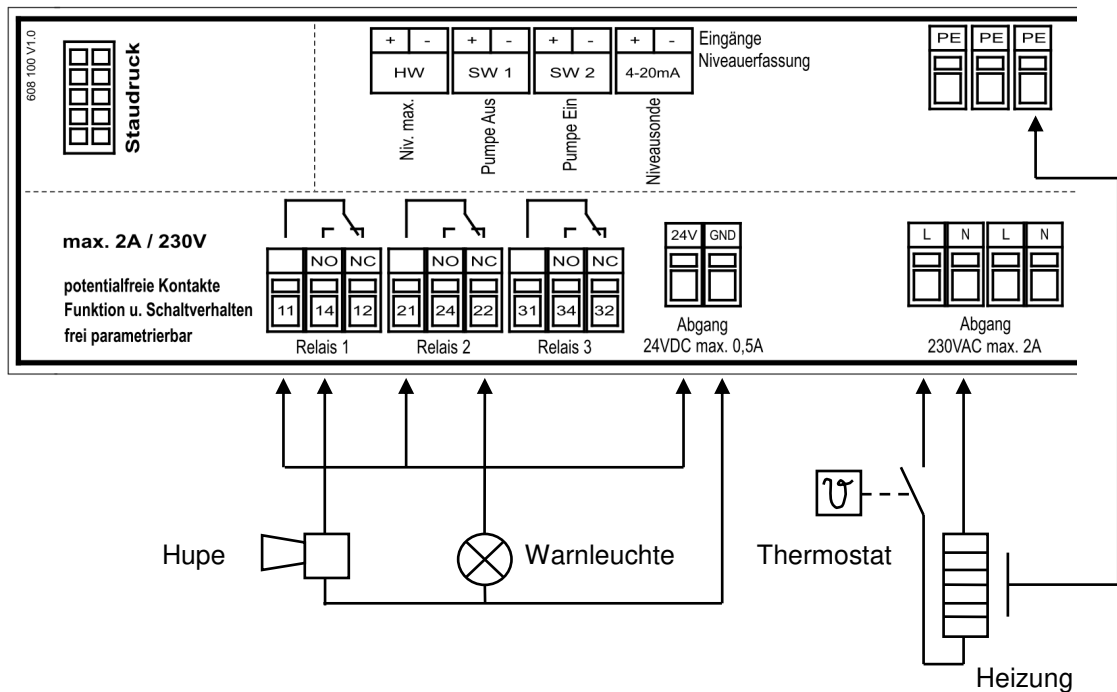 608 100 V1.0
Staudruck
+ - + - + - + -
HW SW 1 SW 2 4-20mA
Eingänge
Niveauerfassung
Niv. max.
Pumpe Aus
Pumpe Ein
Niveausonde
PE PE PE
max. 2A / 230V
potentialfreie Kontakte
Funktion u. Schaltverhalten
frei parametrierbar
NO NC NO NC NO NC
11 14 12 21 24 22 31 34 32
Relais 1 Relais 2 Relais 3
24V GND
Abgang
24VDC max. 0,5A
L N L N
Abgang
230VAC max. 2A
Hupe
Warnleuchte
Thermostat
ϑ
Heizung